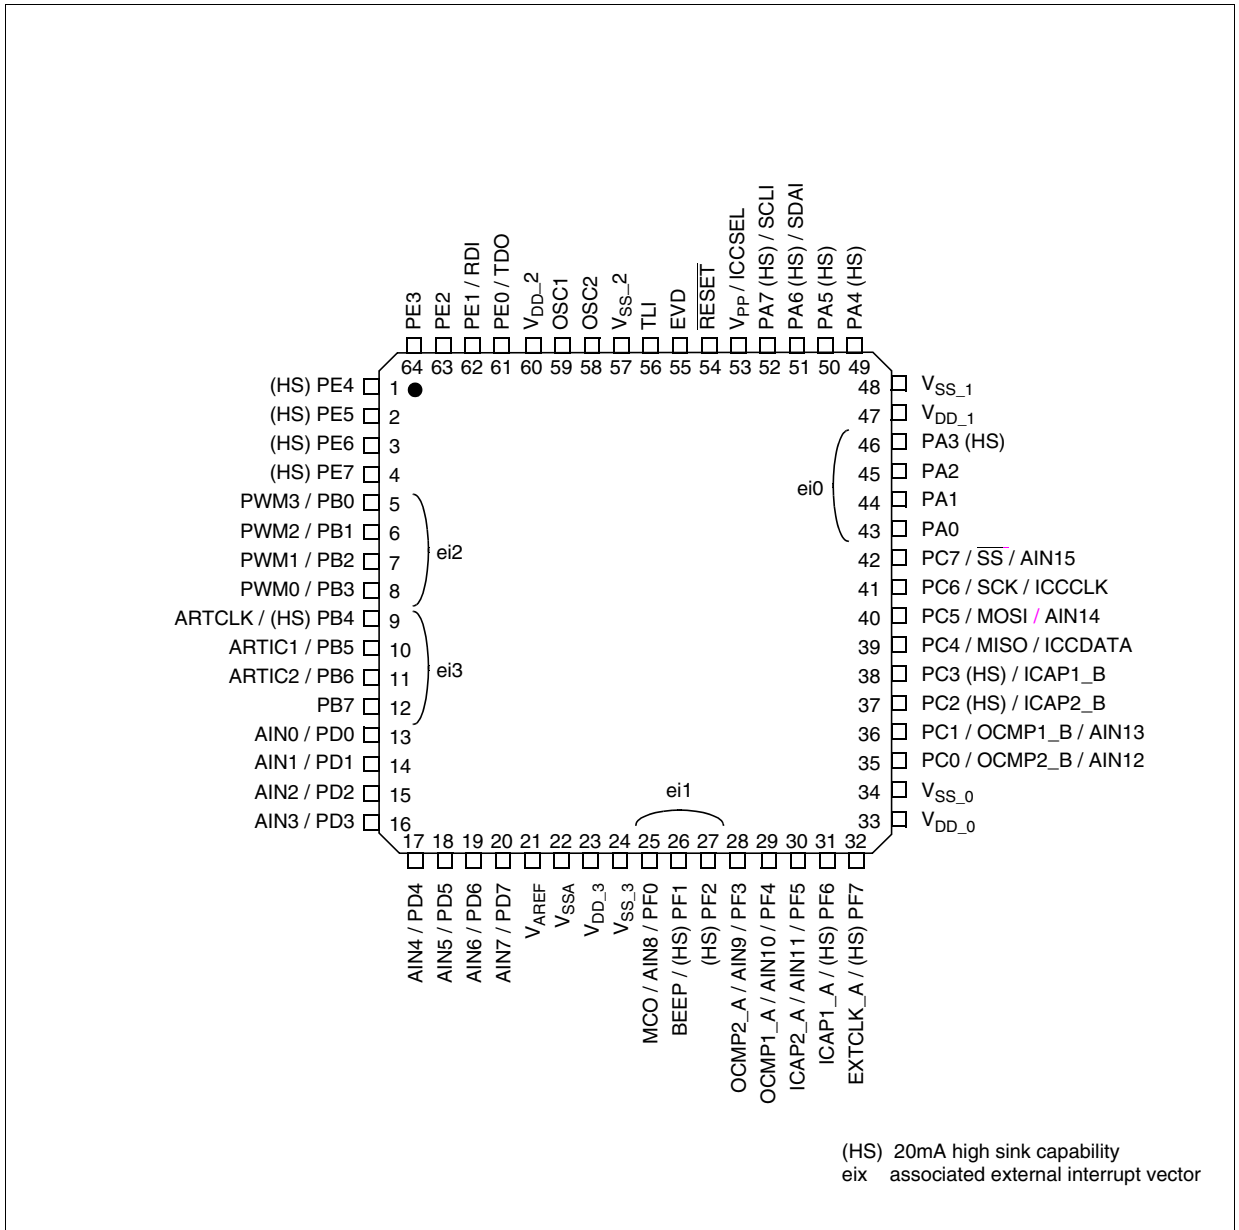 PE3
PE2
PE1 / RDI
PE0 / TDO
VDD_2
OSC1
OSC2
VSS_2
TLI
EVD
RESET
VPP / ICCSEL
PA7 (HS) / SCLI
PA6 (HS) / SDAI
PA5 (HS)
PA4 (HS)
64 63 62 61 60 59 58 57 56 55 54 53 52 51 50 49
(HS) PE4 1
(HS) PE5 2
(HS) PE6 3
(HS) PE7 4
PWM3 / PB0 5
PWM2 / PB1 6
PWM1 / PB2 7
PWM0 / PB3 8
ei2
ARTCLK / (HS) PB4 9
ARTIC1 / PB5 10
ARTIC2 / PB6 11
PB7 12
ei3
AIN0 / PD0 13
AIN1 / PD1 14
AIN2 / PD2 15
AIN3 / PD3 16
48 VSS_1
47 VDD_1
46 PA3 (HS)
45 PA2
44 PA1
43 PA0
ei0
42 PC7 / SS / AIN15
41 PC6 / SCK / ICCCLK
40 PC5 / MOSI / AIN14
39 PC4 / MISO / ICCDATA
38 PC3 (HS) / ICAP1_B
37 PC2 (HS) / ICAP2_B
36 PC1 / OCMP1_B / AIN13
35 PC0 / OCMP2_B / AIN12
34 VSS_0
33 VDD_0
ei1
17 18 19 20 21 22 23 24 25 26 27 28 29 30 31 32
AIN4 / PD4
AIN5 / PD5
AIN6 / PD6
AIN7 / PD7
VAREF
VSSA
VDD_3
VSS_3
MCO / AIN8 / PF0
BEEP / (HS) PF1
(HS) PF2
OCMP2_A / AIN9 / PF3
OCMP1_A / AIN10 / PF4
ICAP2_A / AIN11 / PF5
ICAP1_A / (HS) PF6
EXTCLK_A / (HS) PF7
(HS) 20mA high sink capability
eix associated external interrupt vector